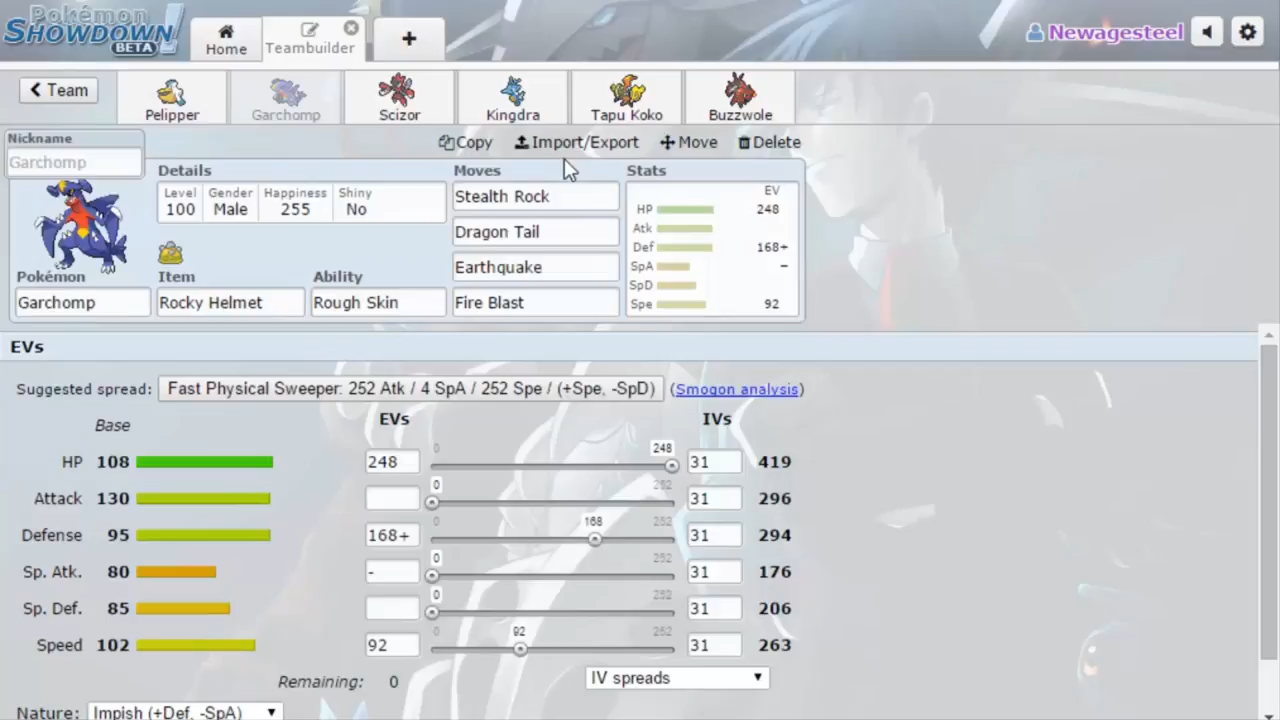 Pokémon
SHOWDOWN!
BETA
Home
Teambuilder
+
Newagesteel
Team
Pelipper
Garchomp
Scizor
Kingdra
Tapu Koko
Buzzwole
Nickname
Garchomp
Copy Import/Export Move Delete
Details
Moves
Stats
Level Gender Happiness Shiny
100 Male 255 No
Pokémon
Garchomp
Item
Rocky Helmet
Ability
Rough Skin
Stealth Rock
Dragon Tail
Earthquake
Fire Blast
EV
HP 248
Atk
Def 168+
SpA −
SpD
Spe 92
EVs
Suggested spread: Fast Physical Sweeper: 252 Atk / 4 SpA / 252 Spe / (+Spe, -SpD) (Smogon analysis)
Base EVs IVs
HP 108 248 0 248 31 419
Attack 130 0 252 31 296
Defense 95 168+ 0 168 252 31 294
Sp. Atk. 80 - 0 252 31 176
Sp. Def. 85 0 252 31 206
Speed 102 92 0 92 252 31 263
Remaining: 0 IV spreads
Nature: Impish (+Def, -SpA)